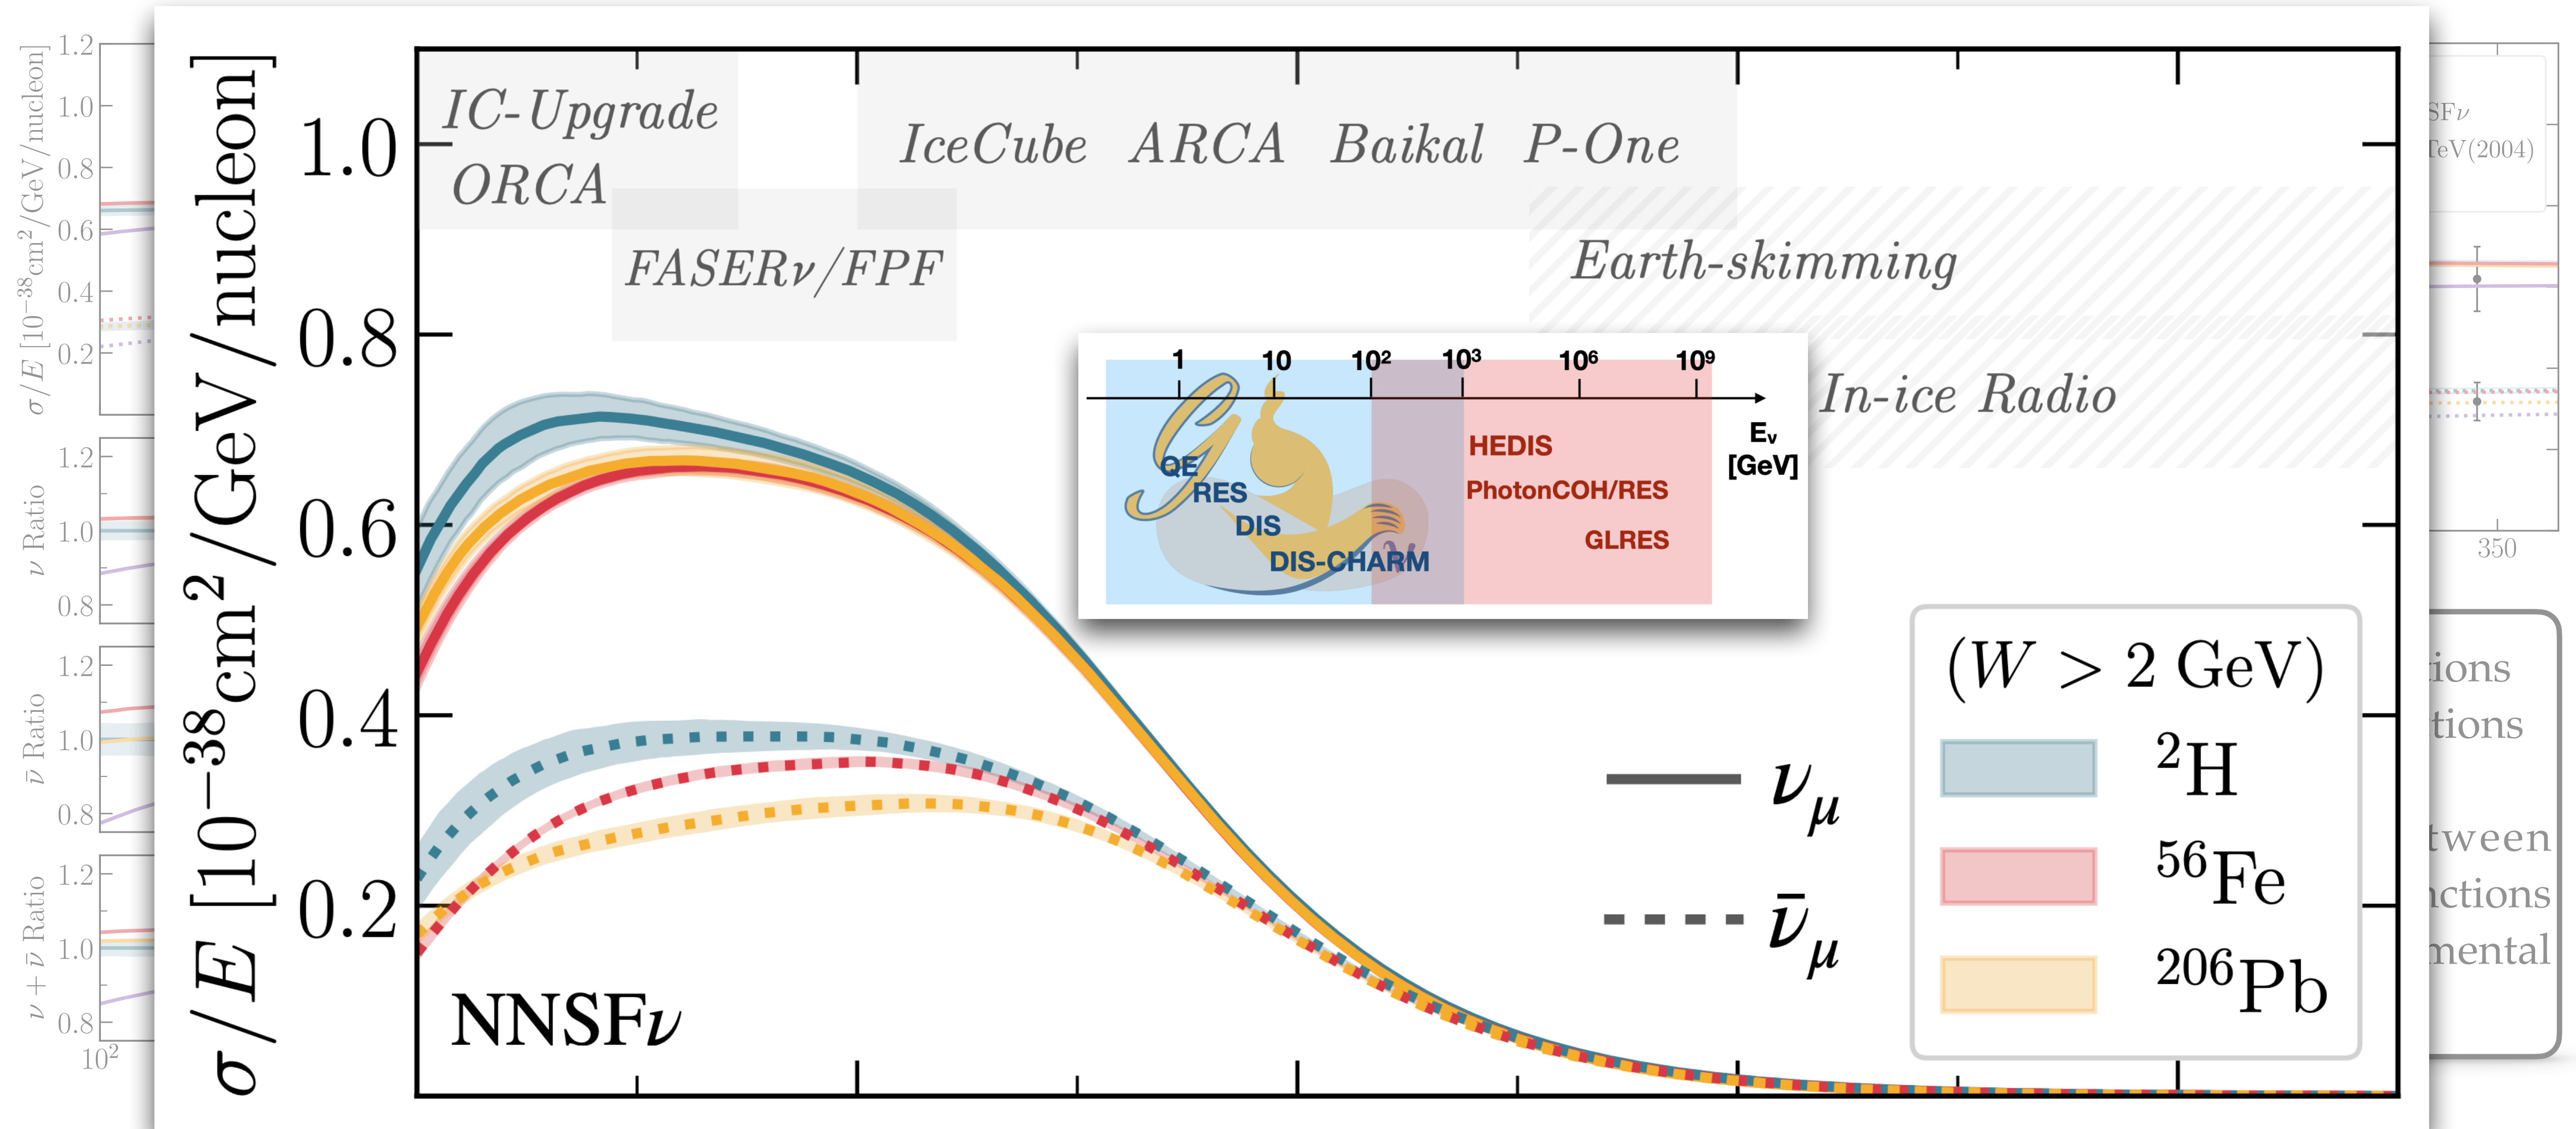 σ/E [10⁻³⁸cm²/GeV/nucleon]
1.2
1.0
0.8
0.6
0.4
0.2
ν Ratio
1.2
1.0
0.8
ν̄ Ratio
1.2
1.0
0.8
ν + ν̄ Ratio
1.2
1.0
0.8
10²
σ/E [10⁻³⁸cm²/GeV/nucleon]
1.0
0.8
0.6
0.4
0.2
IC-Upgrade
ORCA
FASERν/FPF
IceCube ARCA Baikal P-One
Earth-skimming
In-ice Radio
1 10 10² 10³ 10⁶ 10⁹
Eᵥ
[GeV]
QE
RES
DIS
DIS-CHARM
HEDIS
PhotonCOH/RES
GLRES
NNSFν
ν_μ
ν̄_μ
(W > 2 GeV)
²H
⁵⁶Fe
²⁰⁶Pb
SFν
TeV(2004)
350
ions
tions
tween
nctions
mental